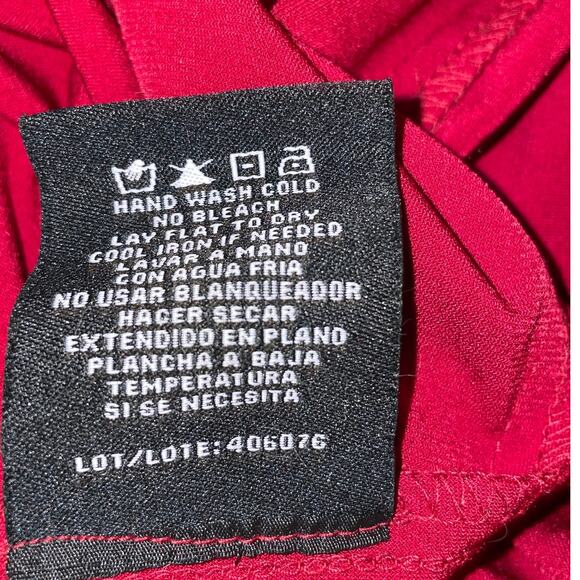 HAND WASH COLD
NO BLEACH
LAY FLAT TO DRY
COOL IRON IF NEEDED
LAVAR A MANO
CON AGUA FRIA
NO USAR BLANQUEADOR
HACER SECAR
EXTENDIDO EN PLANO
PLANCHA A BAJA
TEMPERATURA
SI SE NECESITA
LOT/LOTE: 406076